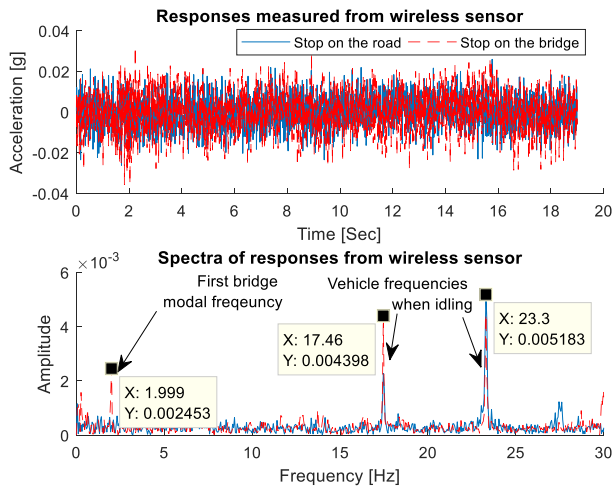 Responses measured from wireless sensor
Stop on the road
Stop on the bridge
Acceleration [g]
0.04
0.02
0
-0.02
-0.04
0 2 4 6 8 10 12 14 16 18 20
Time [Sec]
Spectra of responses from wireless sensor
×10⁻³
First bridge
modal freqeuncy
Vehicle frequencies
when idling
X: 1.999
Y: 0.002453
X: 17.46
Y: 0.004398
X: 23.3
Y: 0.005183
Amplitude
6
4
2
0
0 5 10 15 20 25 30
Frequency [Hz]